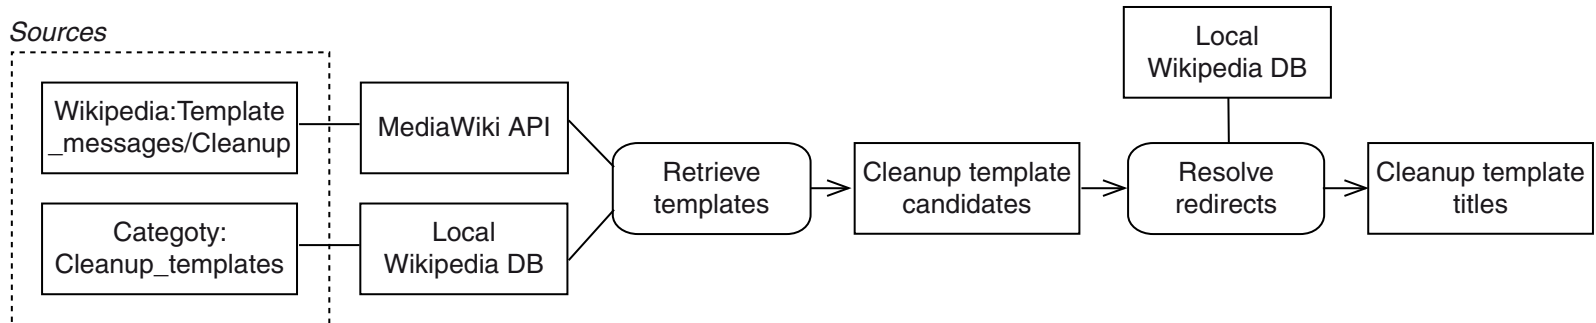 Sources
Wikipedia:Template
_messages/Cleanup
MediaWiki API
Categoty:
Cleanup_templates
Local
Wikipedia DB
Retrieve
templates
Cleanup template
candidates
Local
Wikipedia DB
Resolve
redirects
Cleanup template
titles